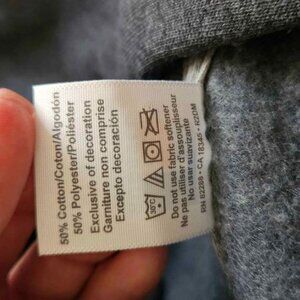 50% Cotton/Coton/Algodón
50% Polyester/Poliéster
Exclusive of decoration
Garniture non comprise
Excepto decoración
30°C
Do not use fabric softener
Ne pas utiliser d'assouplisseur
No usar suavizante